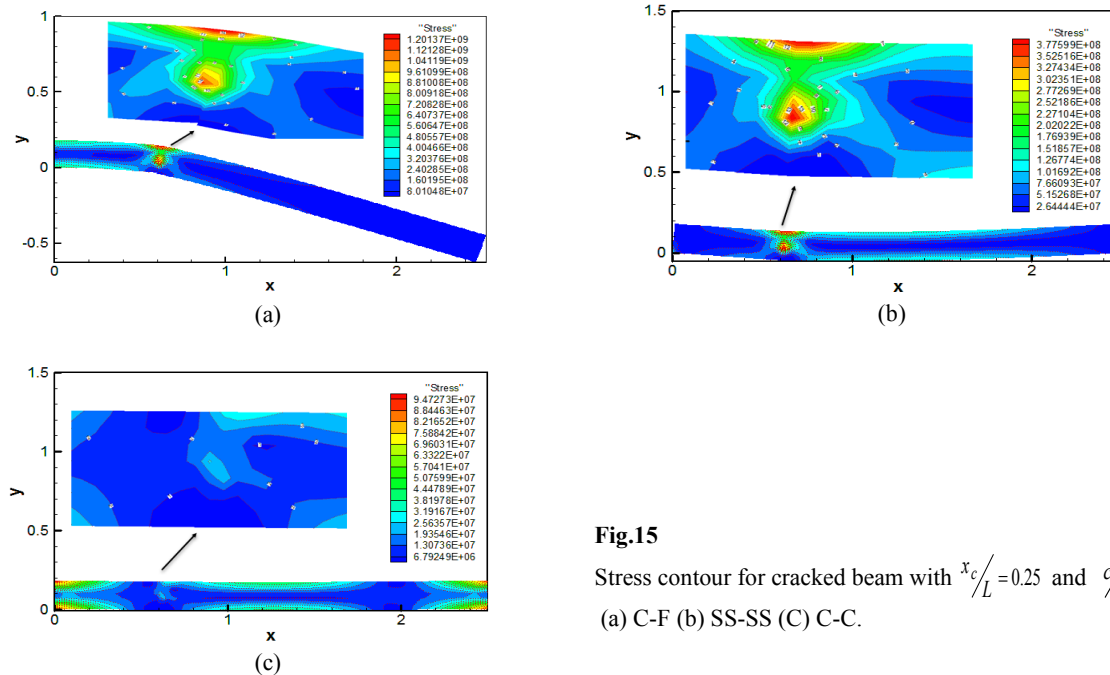 1
0.5
0
-0.5
y
0
1
2
x
"Stress"
1.20137E+09
1.12128E+09
1.04119E+09
9.61099E+08
8.81008E+08
8.00918E+08
7.20828E+08
6.40737E+08
5.60647E+08
4.80557E+08
4.00466E+08
3.20376E+08
2.40285E+08
1.60195E+08
8.01048E+07
(a)
1.5
1
0.5
0
y
0
1
2
x
"Stress"
3.77599E+08
3.52516E+08
3.27434E+08
3.02351E+08
2.77269E+08
2.52186E+08
2.27104E+08
2.02022E+08
1.76939E+08
1.51857E+08
1.26774E+08
1.01692E+08
7.66093E+07
5.15268E+07
2.64444E+07
(b)
1.5
1
0.5
0
y
0
1
2
x
"Stress"
9.47273E+07
8.84463E+07
8.21652E+07
7.58842E+07
6.96031E+07
6.3322E+07
5.7041E+07
5.07599E+07
4.44789E+07
3.81978E+07
3.19167E+07
2.56357E+07
1.93546E+07
1.30736E+07
6.79249E+06
(c)
Fig.15
Stress contour for cracked beam with x_c/L = 0.25 and
(a) C-F (b) SS-SS (C) C-C.